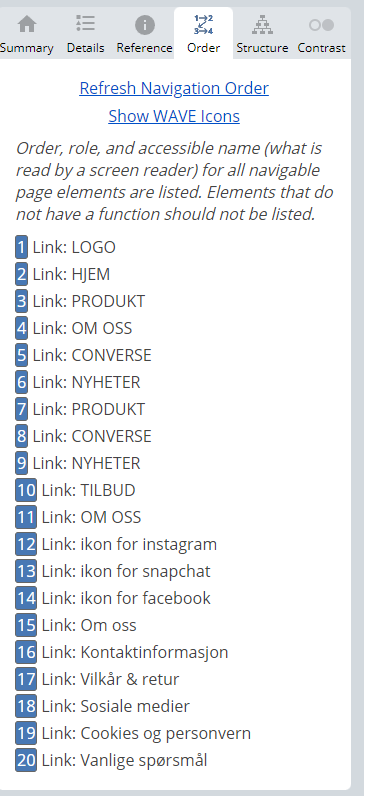 Summary Details Reference Order Structure Contrast
Refresh Navigation Order
Show WAVE Icons
Order, role, and accessible name (what is
read by a screen reader) for all navigable
page elements are listed. Elements that do
not have a function should not be listed.
1 Link: LOGO
2 Link: HJEM
3 Link: PRODUKT
4 Link: OM OSS
5 Link: CONVERSE
6 Link: NYHETER
7 Link: PRODUKT
8 Link: CONVERSE
9 Link: NYHETER
10 Link: TILBUD
11 Link: OM OSS
12 Link: ikon for instagram
13 Link: ikon for snapchat
14 Link: ikon for facebook
15 Link: Om oss
16 Link: Kontaktinformasjon
17 Link: Vilkår & retur
18 Link: Sosiale medier
19 Link: Cookies og personvern
20 Link: Vanlige spørsmål